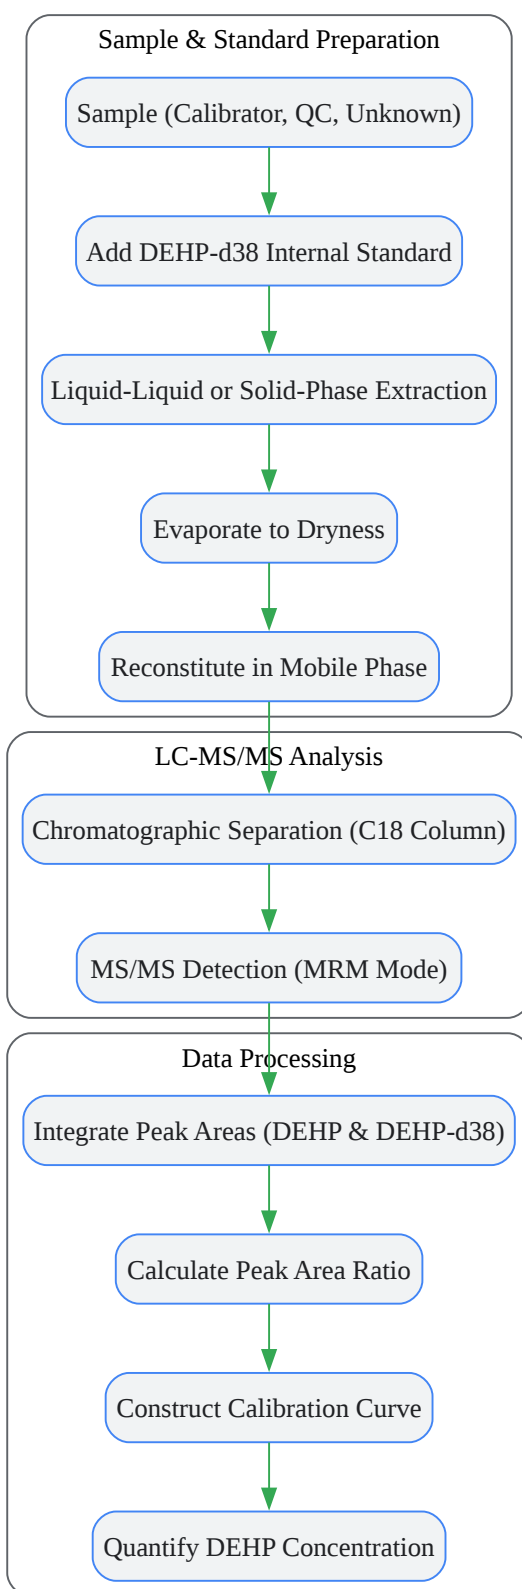 Sample & Standard Preparation
Sample (Calibrator, QC, Unknown)
Add DEHP-d38 Internal Standard
Liquid-Liquid or Solid-Phase Extraction
Evaporate to Dryness
Reconstitute in Mobile Phase
LC-MS/MS Analysis
Chromatographic Separation (C18 Column)
MS/MS Detection (MRM Mode)
Data Processing
Integrate Peak Areas (DEHP & DEHP-d38)
Calculate Peak Area Ratio
Construct Calibration Curve
Quantify DEHP Concentration